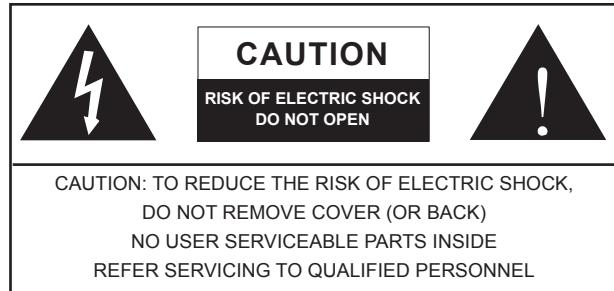 CAUTION
RISK OF ELECTRIC SHOCK
DO NOT OPEN
!
CAUTION: TO REDUCE THE RISK OF ELECTRIC SHOCK,
DO NOT REMOVE COVER (OR BACK)
NO USER SERVICEABLE PARTS INSIDE
REFER SERVICING TO QUALIFIED PERSONNEL